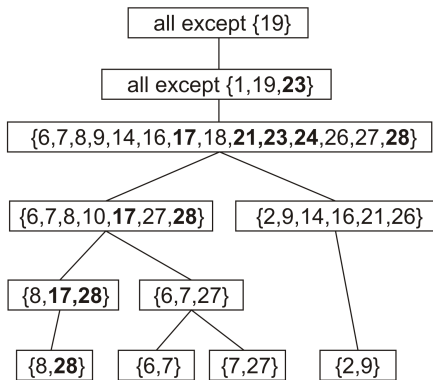 all except {19}
all except {1,19,23}
{6,7,8,9,14,16,17,18,21,23,24,26,27,28}
{6,7,8,10,17,27,28} {2,9,14,16,21,26}
{8,17,28} {6,7,27}
{8,28} {6,7} {7,27} {2,9}